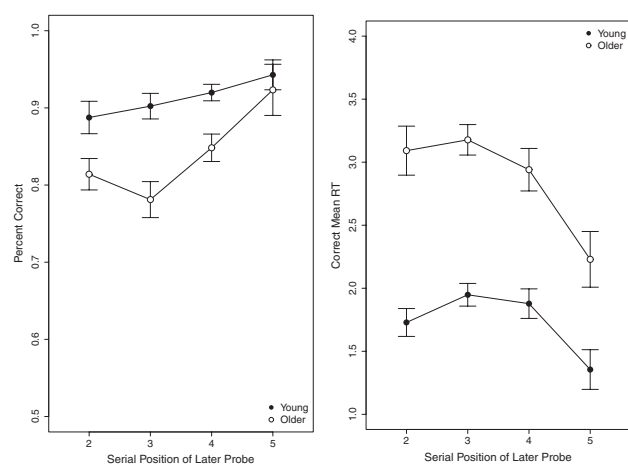 1.0
0.9
0.8
0.7
0.6
0.5
Percent Correct
2 3 4 5
Serial Position of Later Probe
Young
Older
4.0
3.5
3.0
2.5
2.0
1.5
1.0
Correct Mean RT
2 3 4 5
Serial Position of Later Probe
Young
Older